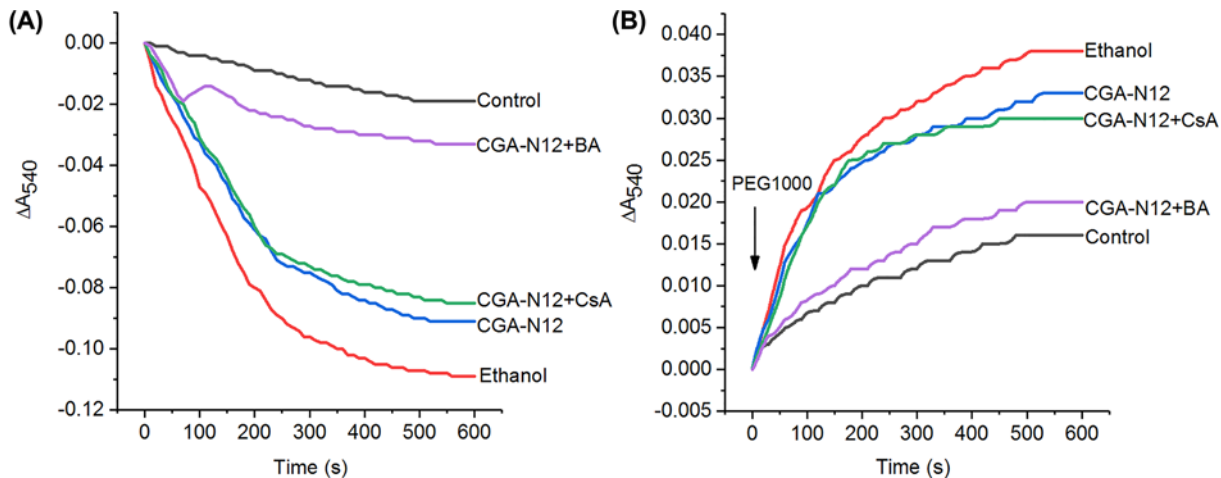 (A)
0.00
-0.02
-0.04
-0.06
-0.08
-0.10
-0.12
ΔA540
0
100
200
300
400
500
600
Time (s)
Control
CGA-N12+BA
CGA-N12+CsA
CGA-N12
Ethanol
(B)
0.040
0.035
0.030
0.025
0.020
0.015
0.010
0.005
0.000
-0.005
ΔA540
0
100
200
300
400
500
600
Time (s)
PEG1000
Ethanol
CGA-N12
CGA-N12+CsA
CGA-N12+BA
Control